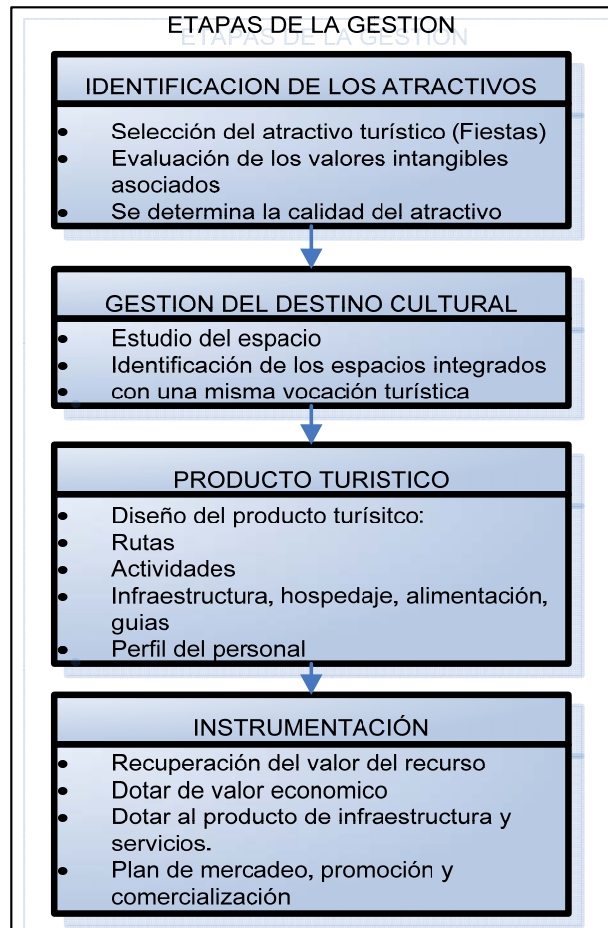 ETAPAS DE LA GESTION
IDENTIFICACION DE LOS ATRACTIVOS
• Selección del atractivo turístico (Fiestas)
• Evaluación de los valores intangibles
asociados
• Se determina la calidad del atractivo
GESTION DEL DESTINO CULTURAL
• Estudio del espacio
• Identificación de los espacios integrados
• con una misma vocación turística
PRODUCTO TURISTICO
• Diseño del producto turísitco:
• Rutas
• Actividades
• Infraestructura, hospedaje, alimentación,
guias
• Perfil del personal
INSTRUMENTACIÓN
• Recuperación del valor del recurso
• Dotar de valor economico
• Dotar al producto de infraestructura y
servicios.
• Plan de mercadeo, promoción y
comercialización